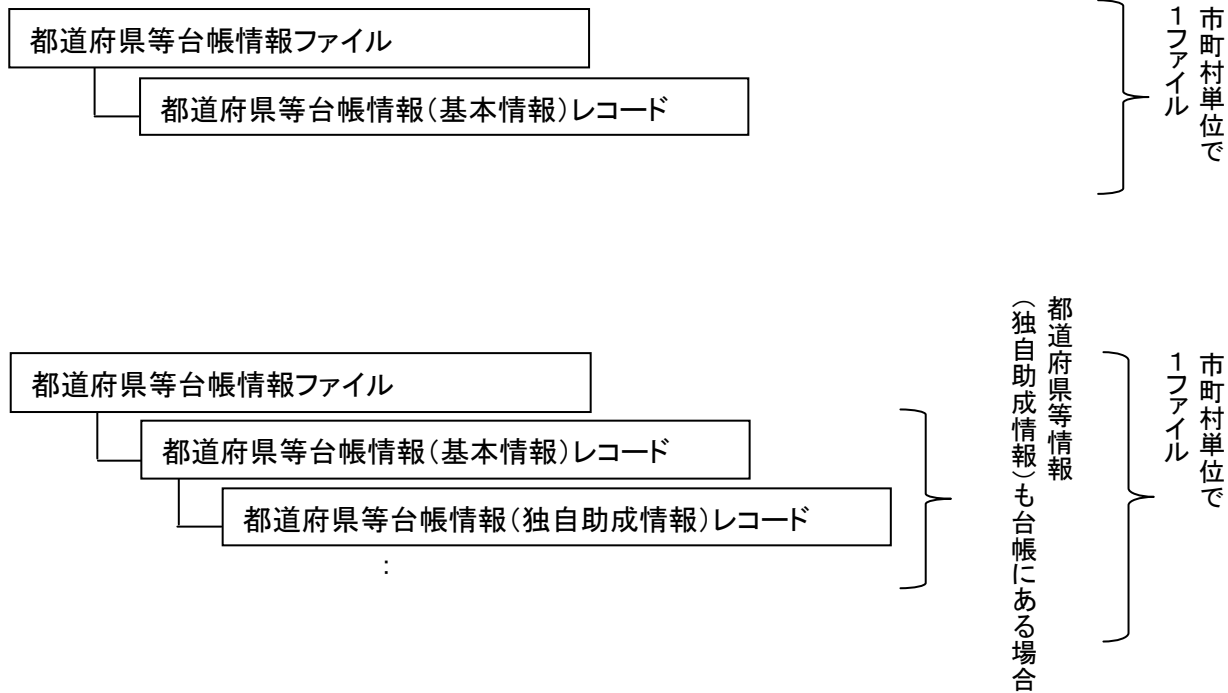 都道府県等台帳情報ファイル
都道府県等台帳情報(基本情報)レコード
市町村単位で
1ファイル
都道府県等台帳情報ファイル
都道府県等台帳情報(基本情報)レコード
都道府県等台帳情報(独自助成情報)レコード
:
都道府県等情報
(独自助成情報)も台帳にある場合
市町村単位で
1ファイル